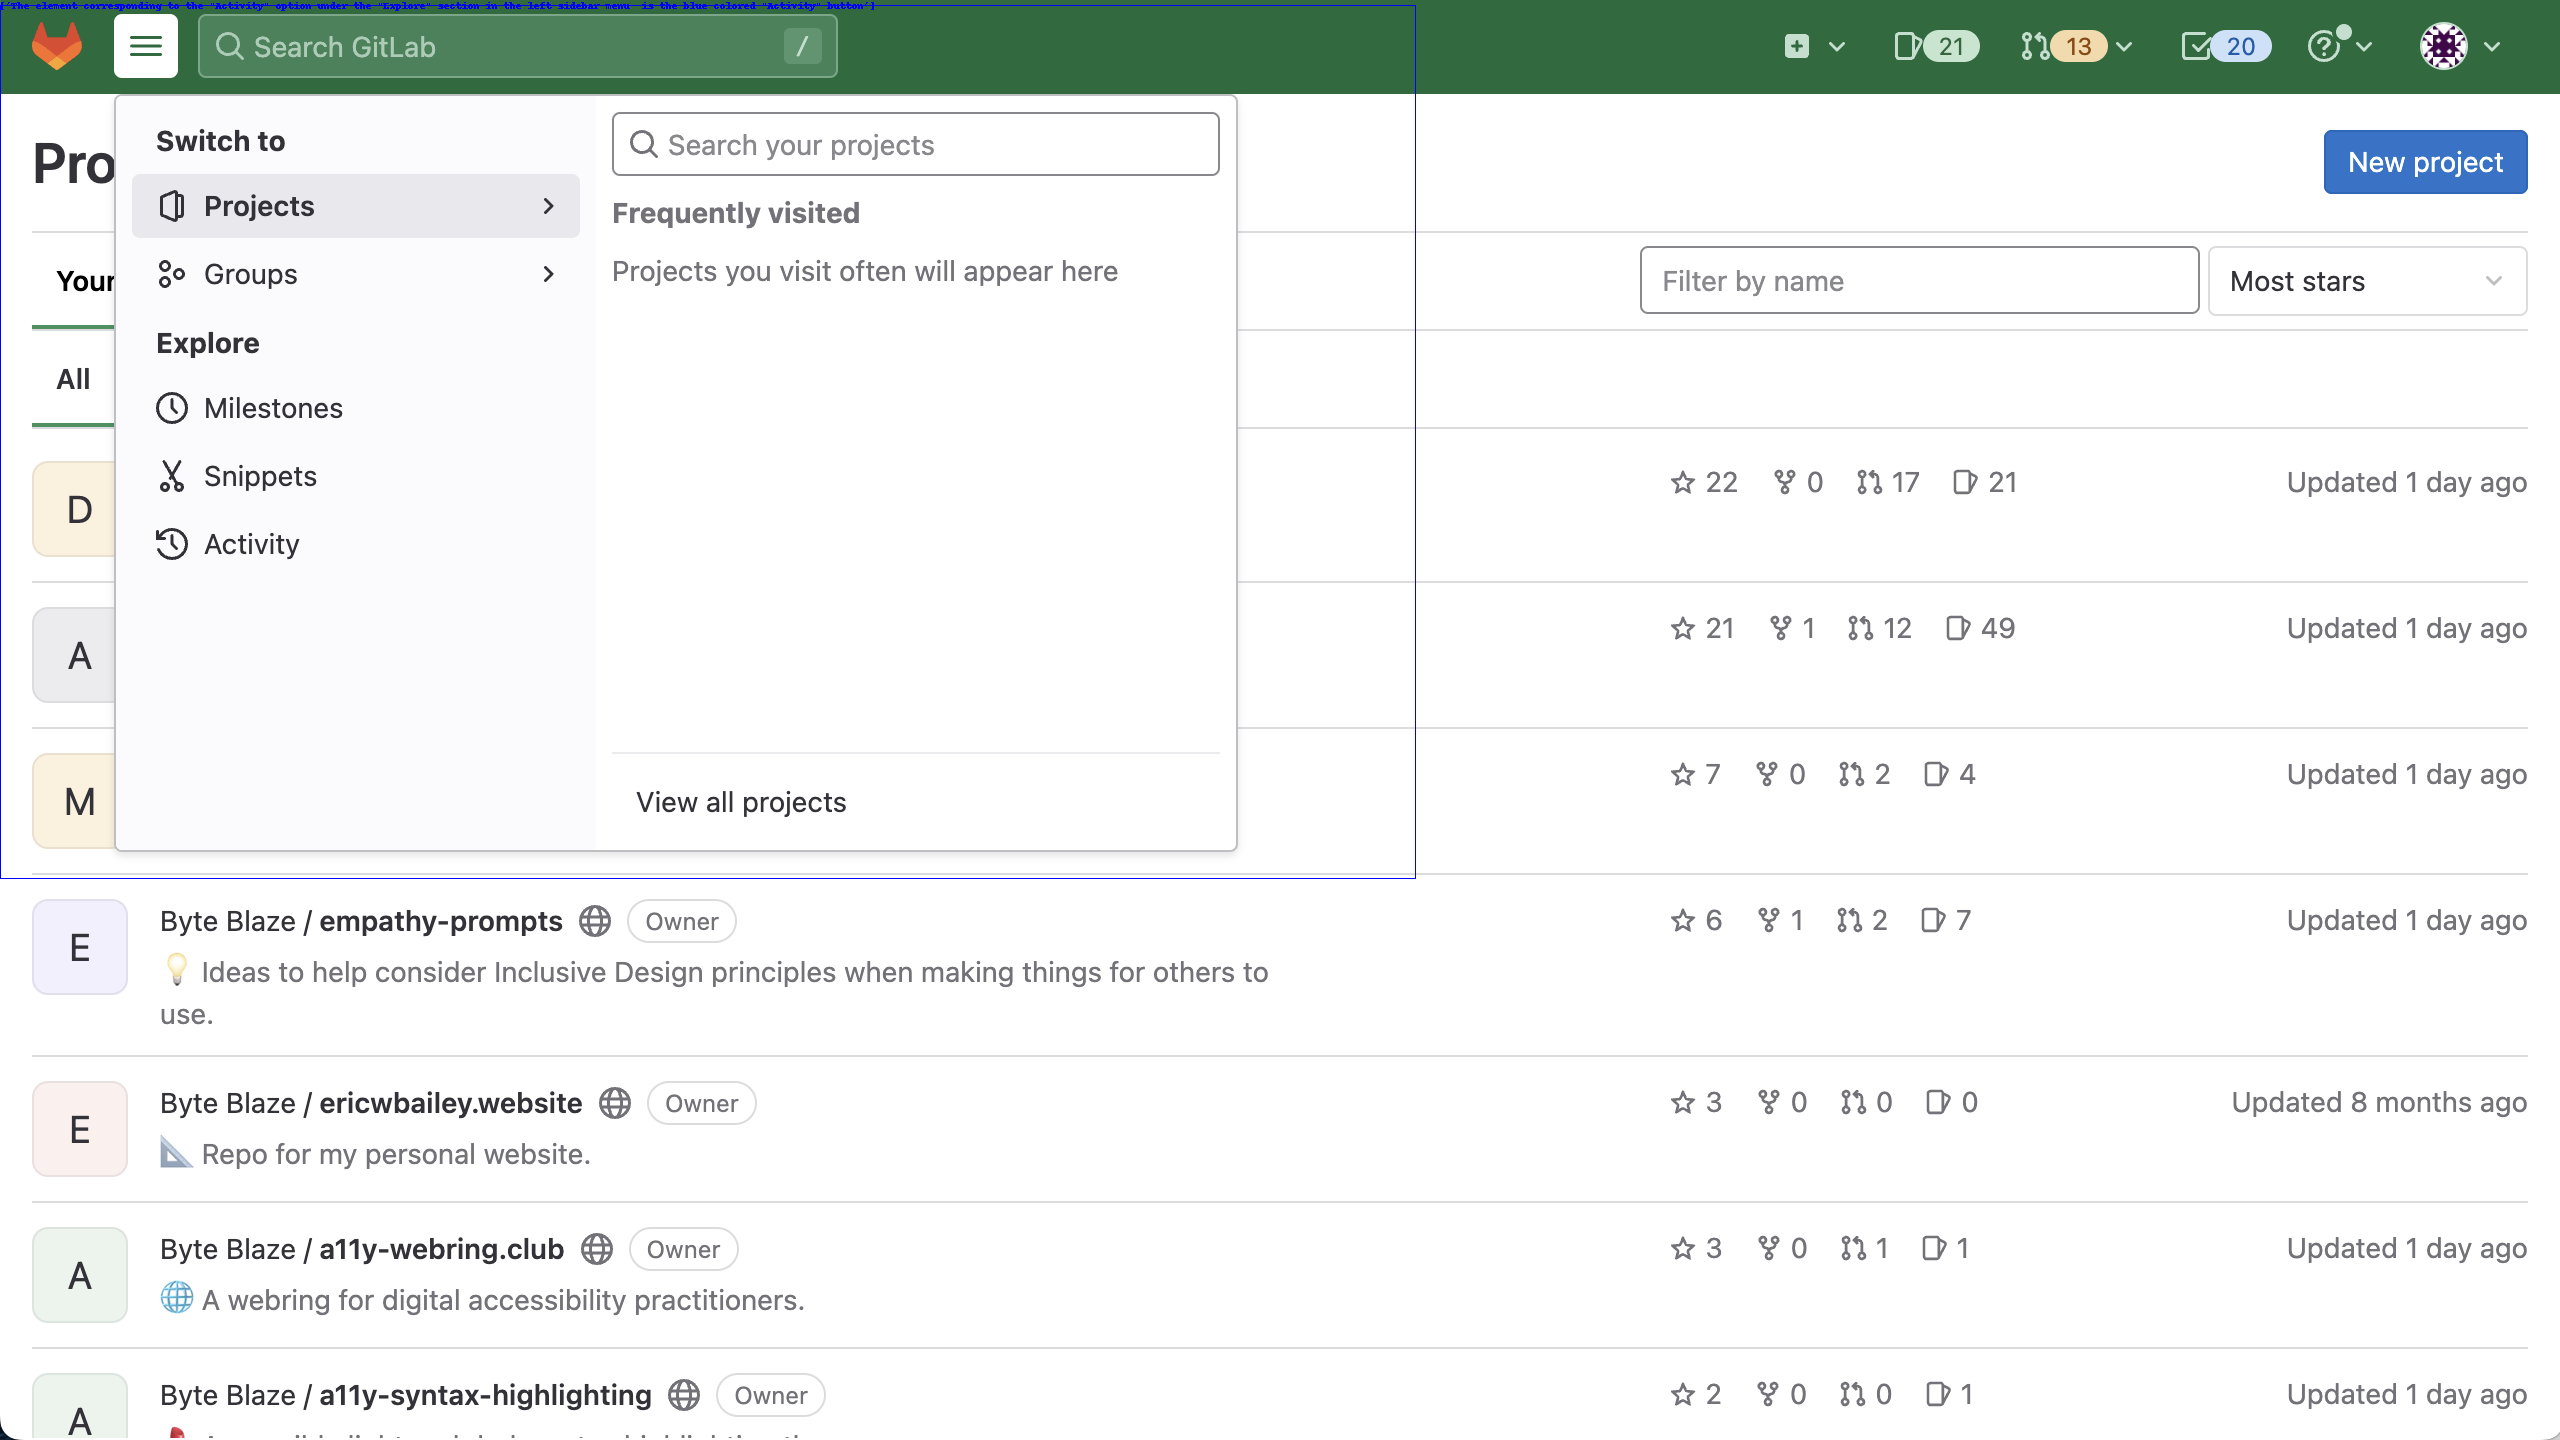 ['The element corresponding to the "Activity" option under the "Explore" section in the left sidebar menu  is the blue colored "Activity" button']
Search GitLab /
21 13 20
Pro
New project
Switch to
Projects
Groups
Explore
Milestones
Snippets
Activity
Search your projects
Frequently visited
Projects you visit often will appear here
View all projects
Your
Filter by name
Most stars
All
D
22 0 17 21 Updated 1 day ago
A
21 1 12 49 Updated 1 day ago
M
7 0 2 4 Updated 1 day ago
E
Byte Blaze / empathy-prompts Owner
6 1 2 7 Updated 1 day ago
Ideas to help consider Inclusive Design principles when making things for others to
use.
E
Byte Blaze / ericwbailey.website Owner
3 0 0 0 Updated 8 months ago
Repo for my personal website.
A
Byte Blaze / a11y-webring.club Owner
3 0 1 1 Updated 1 day ago
A webring for digital accessibility practitioners.
A
Byte Blaze / a11y-syntax-highlighting Owner
2 0 0 1 Updated 1 day ago